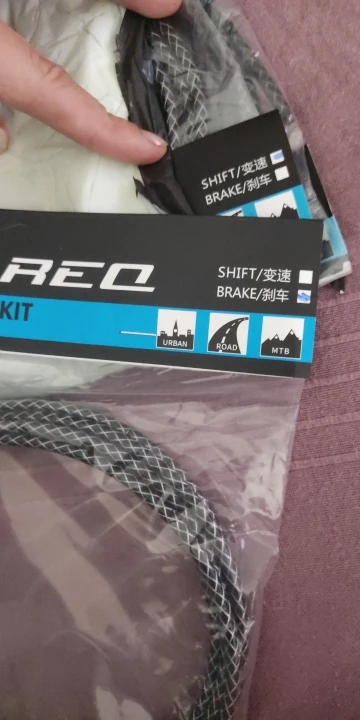 SHIFT/变速
BRAKE/刹车
REQ
SHIFT/变速
BRAKE/刹车
KIT
URBAN
ROAD
MTB